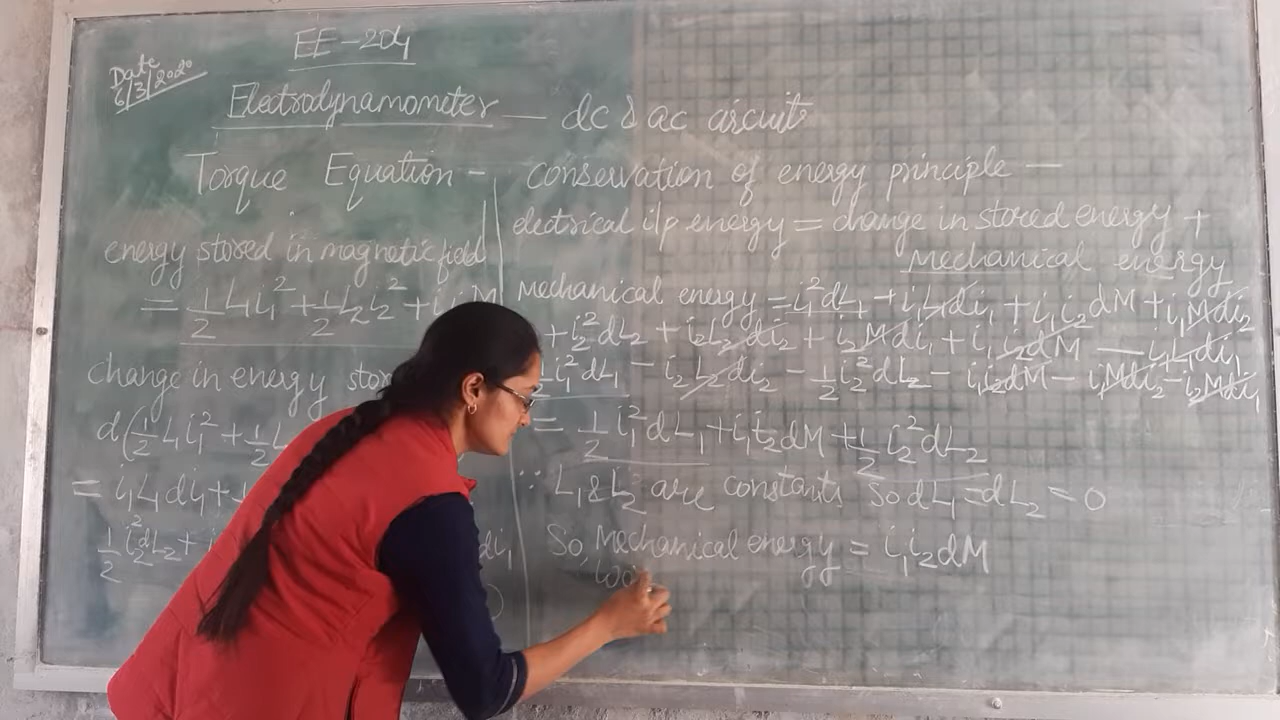 EE-204
Date
6/3/2020
Electrodynamometer — dc & ac circuits
Torque Equation -
energy stored in magnetic field
= 1/2 L₁i₁² + 1/2 L₂i₂² + i₁i₂M
change in energy
d(1/2 L₁i₁² + 1/2 L
= i₁L₁di₁ +
1/2 i₂²dL₂ + i
di₁
conservation of energy principle —
electrical i/p energy = change in stored energy +
mechanical energy
Mechanical energy = i₁²dL₁ + i₁L₁di₁ + i₁i₂dM + i₁Mdi₂
+ i₂²dL₂ + i₂L₂di₂ + i₂Mdi₁ + i₁i₂dM — i₁L₁di₁
1/2 i₁²dL₁ - i₂L₂di₂ - 1/2 i₂²dL₂ - i₁i₂dM - i₁Mdi₂ - i₂Mdi₁
= 1/2 i₁²dL₁ + i₁i₂dM + 1/2 i₂²dL₂
∵ L₁ & L₂ are constants, So dL₁ = dL₂ = 0
So, Mechanical energy = i₁i₂dM